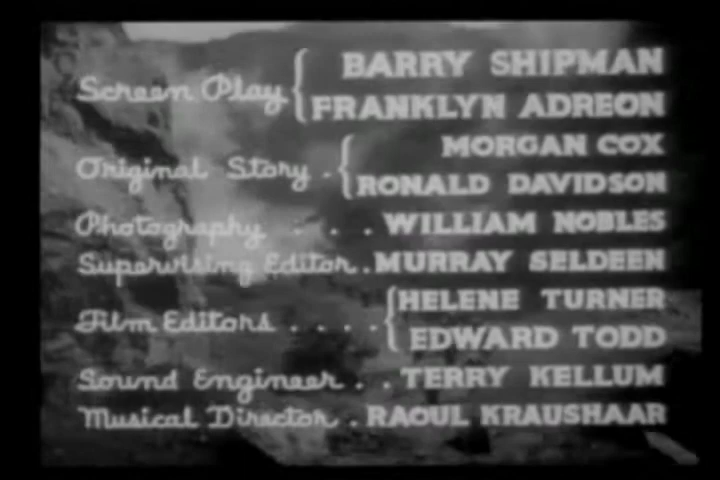 Screen Play { BARRY SHIPMAN
FRANKLYN ADREON
Original Story . { MORGAN COX
RONALD DAVIDSON
Photography . . . WILLIAM NOBLES
Supervising Editor . . MURRAY SELDEEN
Film Editors . . . . { HELENE TURNER
EDWARD TODD
Sound Engineer . . TERRY KELLUM
Musical Director . RAOUL KRAUSHAAR